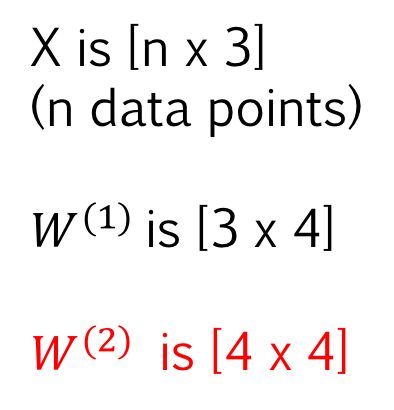 X is [n x 3]
(n data points)
W⁽¹⁾ is [3 x 4]
W⁽²⁾ is [4 x 4]